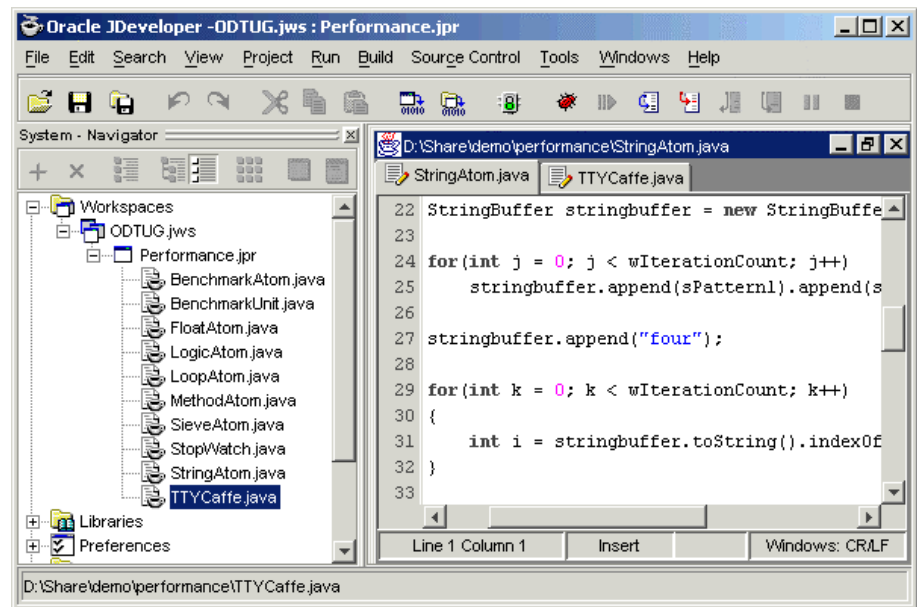 Oracle JDeveloper -ODTUG.jws : Performance.jpr
File Edit Search View Project Run Build Source Control Tools Windows Help
System - Navigator
Workspaces
ODTUG.jws
Performance.jpr
BenchmarkAtom.java
BenchmarkUnit.java
FloatAtom.java
LogicAtom.java
LoopAtom.java
MethodAtom.java
SieveAtom.java
StopWatch.java
StringAtom.java
TTYCaffe.java
Libraries
Preferences
D:\Share\demo\performance\StringAtom.java
StringAtom.java TTYCaffe.java
22 StringBuffer stringbuffer = new StringBuffe
23
24 for(int j = 0; j < wIterationCount; j++)
25 stringbuffer.append(sPattern1).append(s
26
27 stringbuffer.append("four");
28
29 for(int k = 0; k < wIterationCount; k++)
30 {
31 int i = stringbuffer.toString().indexOf
32 }
33
Line 1 Column 1 Insert Windows: CR/LF
D:\Share\demo\performance\TTYCaffe.java